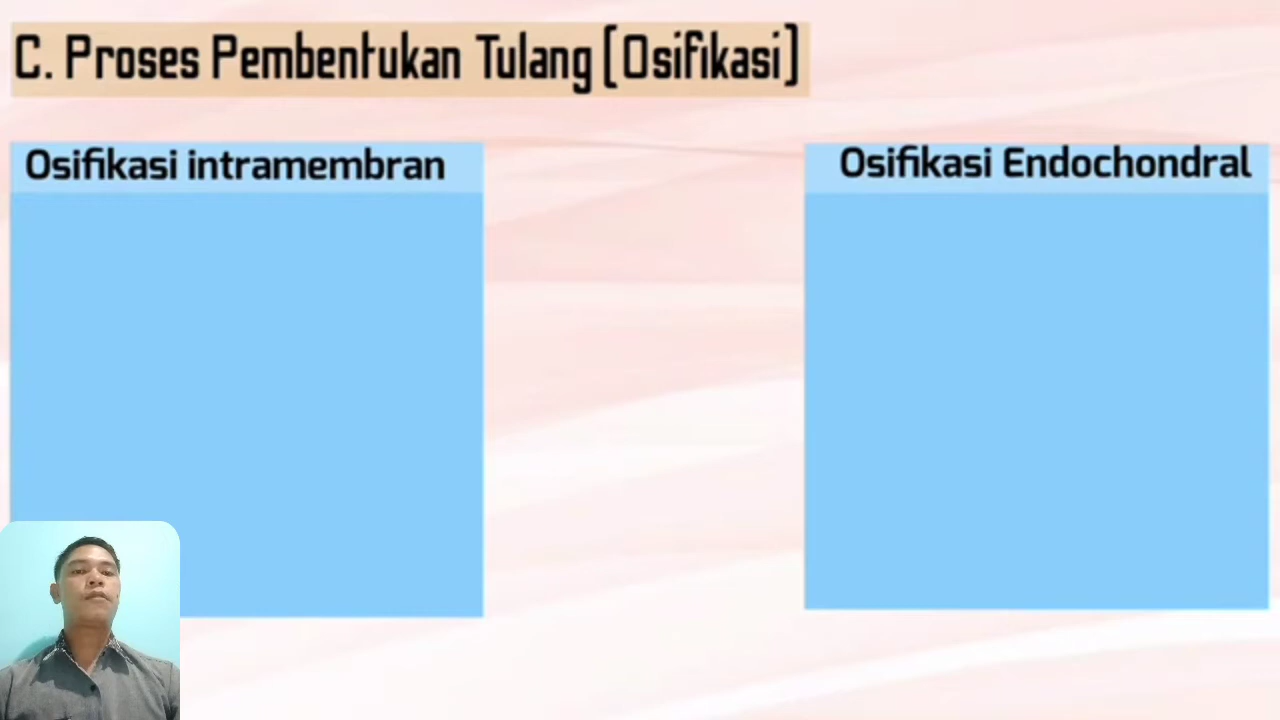 C. Proses Pembentukan Tulang (Osifikasi)
Osifikasi intramembran
Osifikasi Endochondral